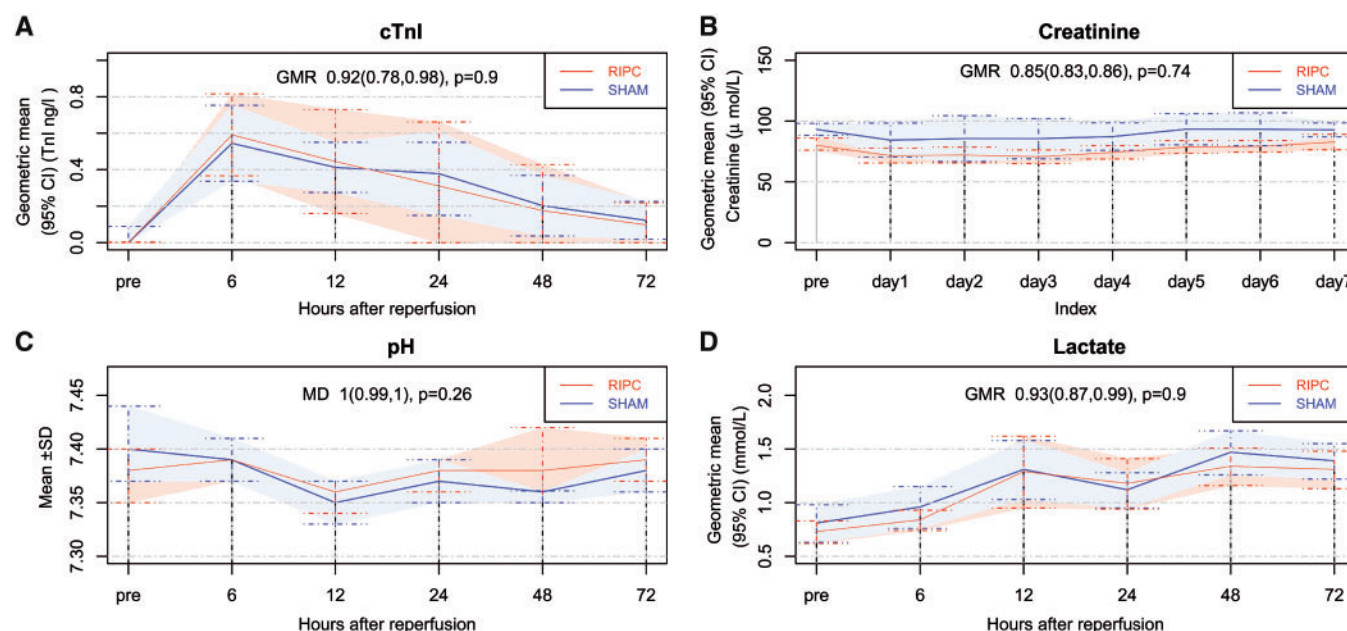 A
cTnI
GMR 0.92(0.78,0.98), p=0.9
RIPC
SHAM
Geometric mean
(95% CI) (TnI ng/l )
0.0
0.4
0.8
pre
6
12
24
48
72
Hours after reperfusion
B
Creatinine
GMR 0.85(0.83,0.86), p=0.74
RIPC
SHAM
Geometric mean (95% CI)
Creatinine (μ mol/L)
0
50
100
150
pre
day1
day2
day3
day4
day5
day6
day7
Index
C
pH
MD 1(0.99,1), p=0.26
RIPC
SHAM
Mean ±SD
7.30
7.35
7.40
7.45
pre
6
12
24
48
72
Hours after reperfusion
D
Lactate
GMR 0.93(0.87,0.99), p=0.9
RIPC
SHAM
Geometric mean
(95% CI) (mmol/L)
0.5
1.0
1.5
2.0
pre
6
12
24
48
72
Hours after reperfusion